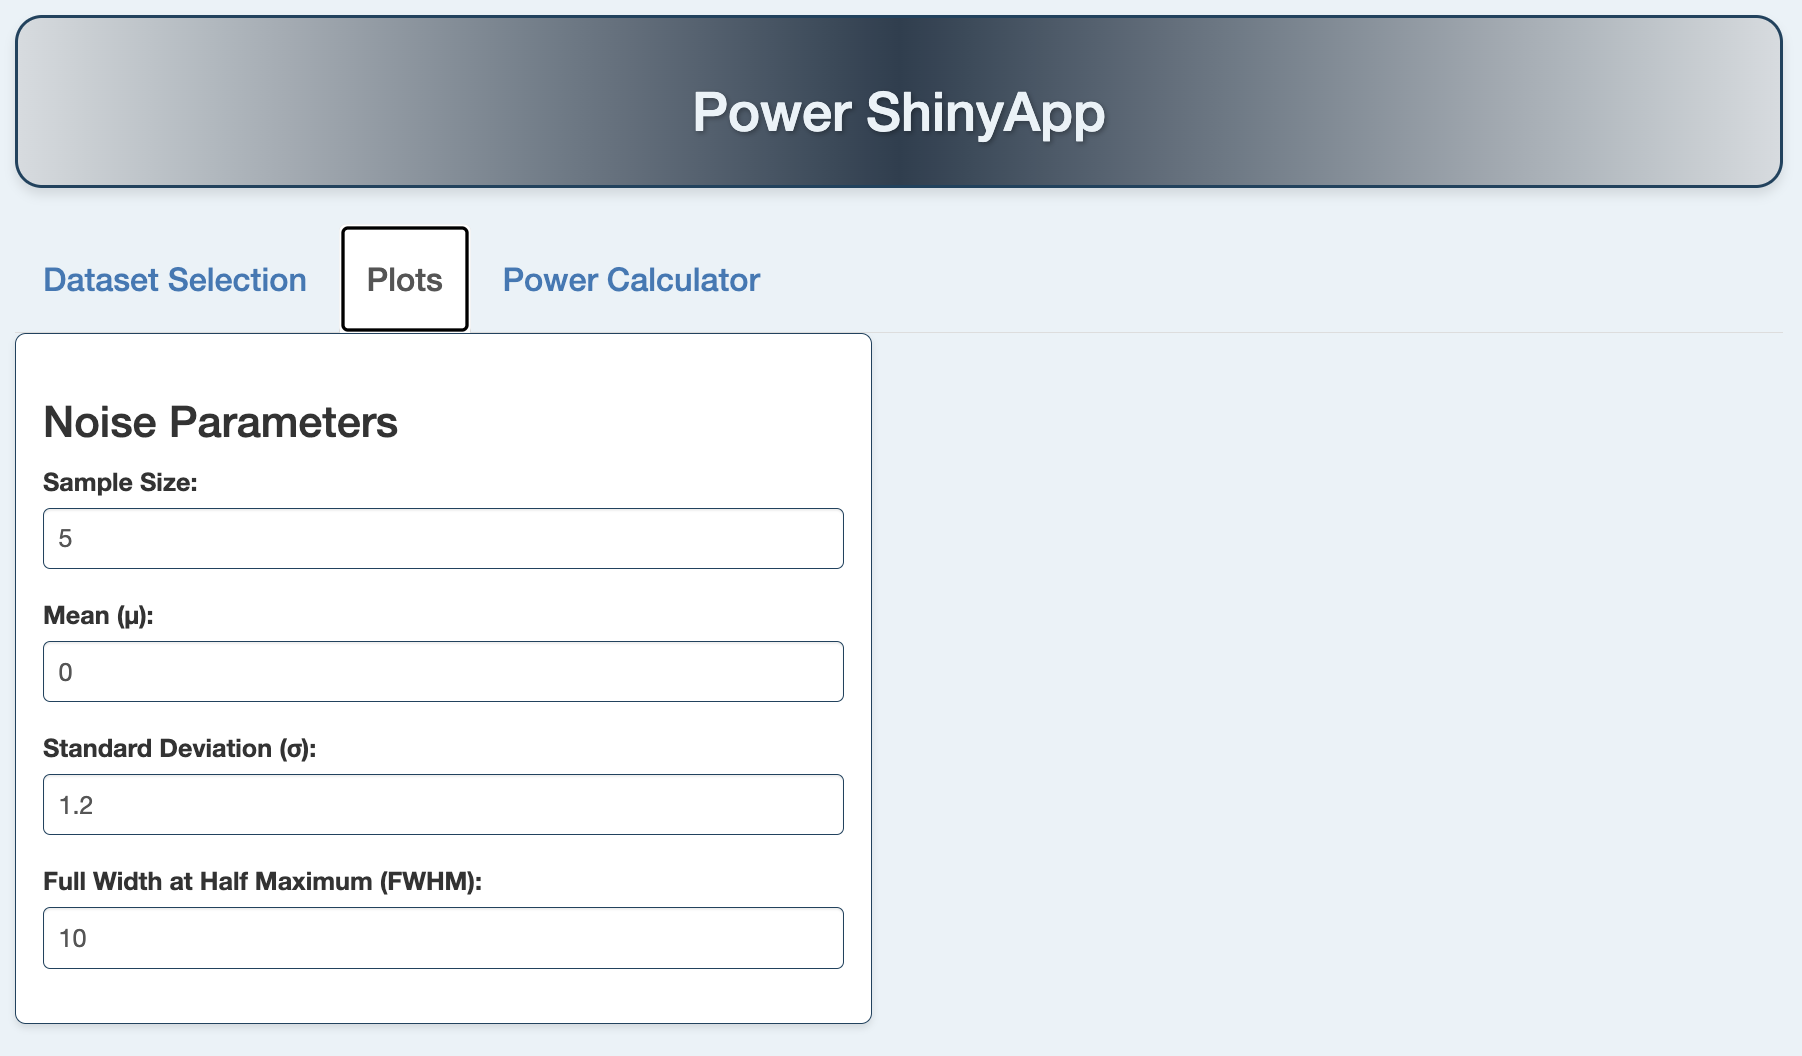 Power ShinyApp
Dataset Selection Plots Power Calculator
Noise Parameters
Sample Size:
5
Mean (μ):
0
Standard Deviation (σ):
1.2
Full Width at Half Maximum (FWHM):
10